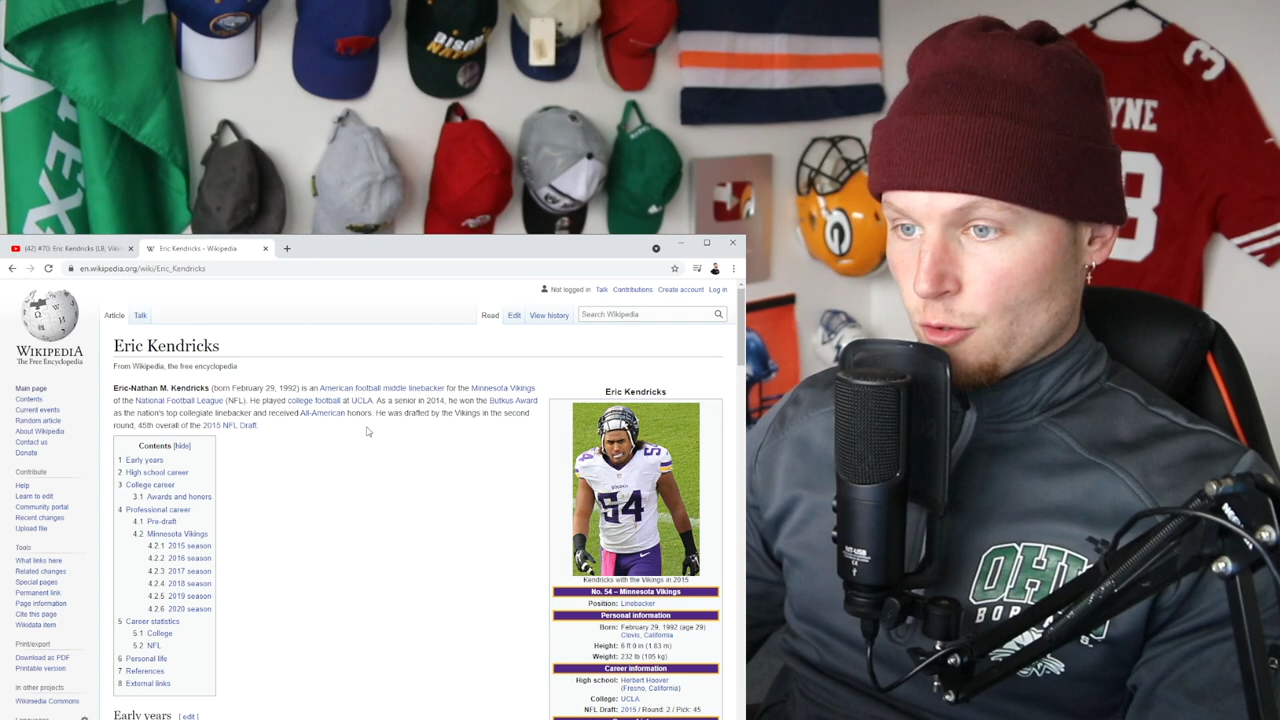 BISON
NATION
3
YNE
G
(42) #70: Eric Kendricks (LB, Viki
Eric Kendricks - Wikipedia
en.wikipedia.org/wiki/Eric_Kendricks
Not logged in Talk Contributions Create account Log in
Article Talk Read Edit View history Search Wikipedia
WIKIPEDIA
The Free Encyclopedia
Main page
Contents
Current events
Random article
About Wikipedia
Contact us
Donate
Contribute
Help
Learn to edit
Community portal
Recent changes
Upload file
Tools
What links here
Related changes
Special pages
Permanent link
Page information
Cite this page
Wikidata item
Print/export
Download as PDF
Printable version
In other projects
Wikimedia Commons
Languages
Eric Kendricks
From Wikipedia, the free encyclopedia
Eric-Nathan M. Kendricks (born February 29, 1992) is an American football middle linebacker for the Minnesota Vikings
of the National Football League (NFL). He played college football at UCLA. As a senior in 2014, he won the Butkus Award
as the nation's top collegiate linebacker and received All-American honors. He was drafted by the Vikings in the second
round, 45th overall of the 2015 NFL Draft.
Contents [hide]
1 Early years
2 High school career
3 College career
3.1 Awards and honors
4 Professional career
4.1 Pre-draft
4.2 Minnesota Vikings
4.2.1 2015 season
4.2.2 2016 season
4.2.3 2017 season
4.2.4 2018 season
4.2.5 2019 season
4.2.6 2020 season
5 Career statistics
5.1 College
5.2 NFL
6 Personal life
7 References
8 External links
Early years [ edit ]
Eric Kendricks
54
Kendricks with the Vikings in 2015
No. 54 – Minnesota Vikings
Position: Linebacker
Personal information
Born: February 29, 1992 (age 29)
Clovis, California
Height: 6 ft 0 in (1.83 m)
Weight: 232 lb (105 kg)
Career information
High school: Herbert Hoover
(Fresno, California)
College: UCLA
NFL Draft: 2015 / Round: 2 / Pick: 45
NT-USB
OHI